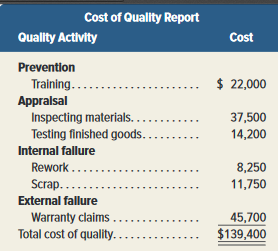 Cost of Quality Report
Quality Activity Cost
Prevention
Training........................ $ 22,000
Appraisal
Inspecting materials............ 37,500
Testing finished goods.......... 14,200
Internal failure
Rework ......................... 8,250
Scrap........................... 11,750
External failure
Warranty claims ................ 45,700
Total cost of quality............... $139,400